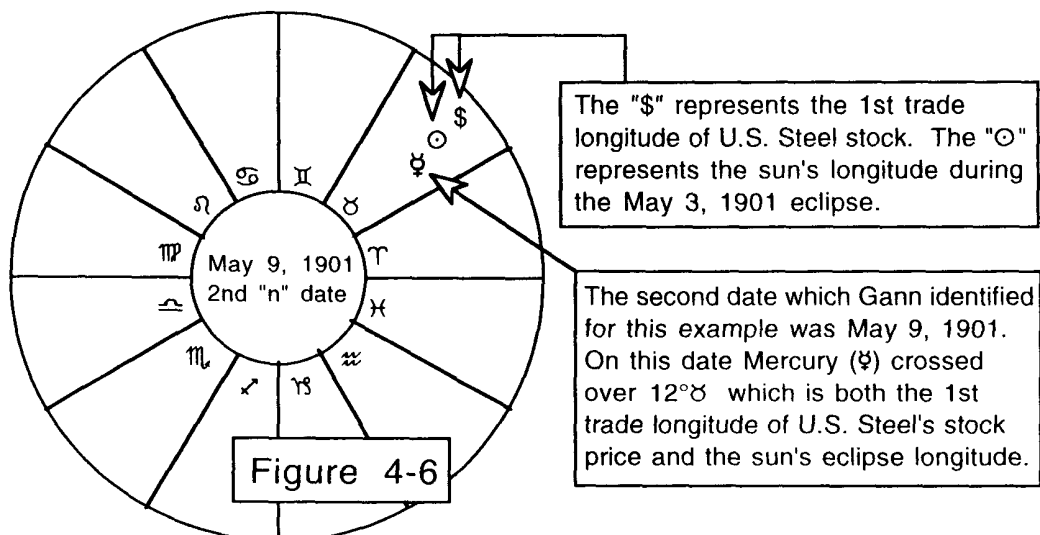 $
☉
☿
♋ ♊
♌ ♉
♍ ♈
May 9, 1901
2nd "n" date
♎ ♓
♏ ♒
♐ ♑
Figure 4-6
The "$" represents the 1st trade
longitude of U.S. Steel stock. The "☉"
represents the sun's longitude during
the May 3, 1901 eclipse.
The second date which Gann identified
for this example was May 9, 1901.
On this date Mercury (☿) crossed
over 12°♉ which is both the 1st
trade longitude of U.S. Steel's stock
price and the sun's eclipse longitude.